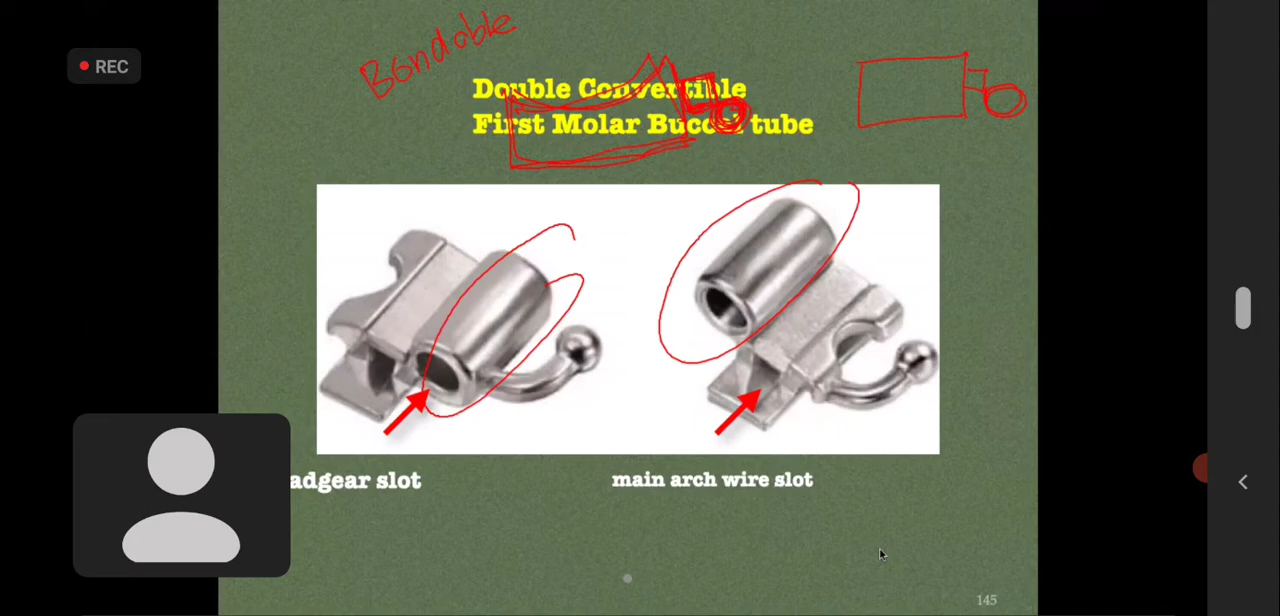 REC
Bondable
Double Convertible
First Molar Buccal tube
adgear slot
main arch wire slot
145